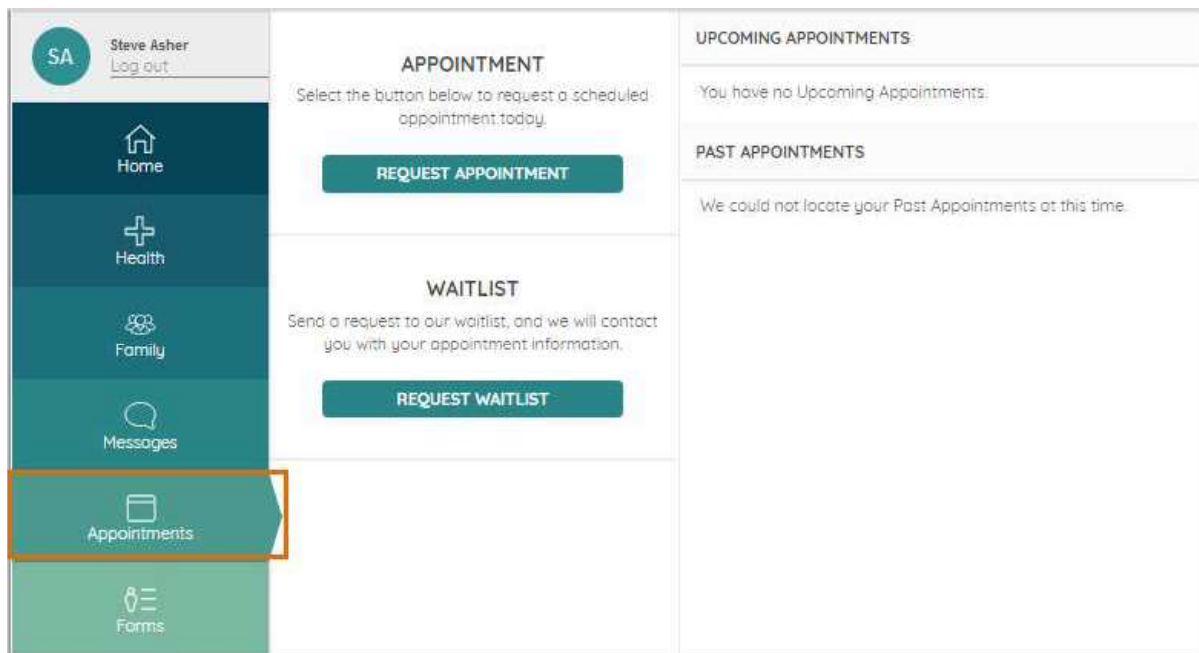 SA
Steve Asher
Log out
Home
Health
Family
Messages
Appointments
Forms
APPOINTMENT
Select the button below to request a scheduled
appointment today.
REQUEST APPOINTMENT
WAITLIST
Send a request to our waitlist, and we will contact
you with your appointment information.
REQUEST WAITLIST
UPCOMING APPOINTMENTS
You have no Upcoming Appointments.
PAST APPOINTMENTS
We could not locate your Past Appointments at this time.